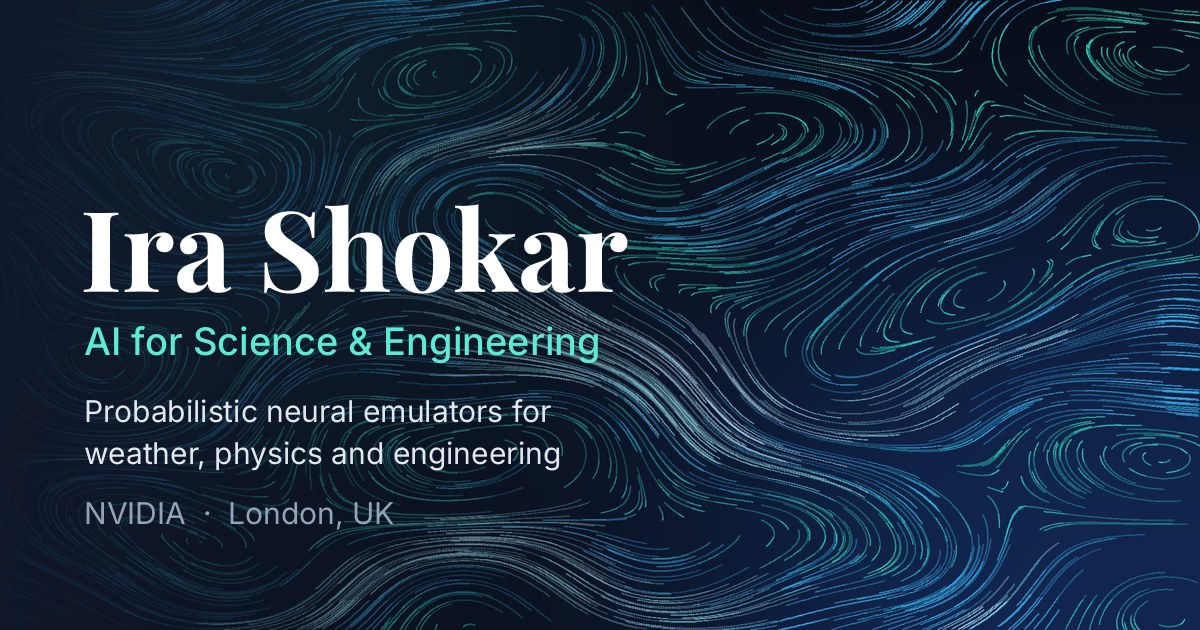 Ira Shokar
AI for Science & Engineering
Probabilistic neural emulators for
weather, physics and engineering
NVIDIA · London, UK